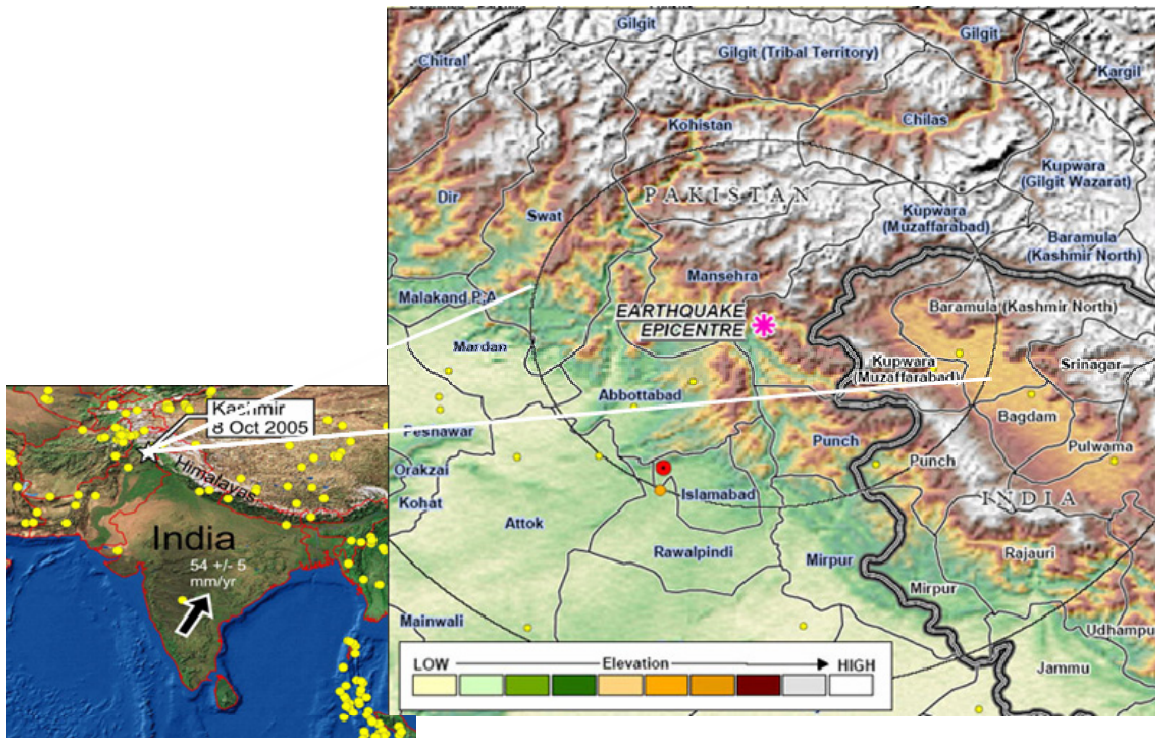 Gilgit
Gilgit
Gilgit (Tribal Territory)
Chitral
Kargil
Chilas
Kohistan
Kupwara
(Gilgit Wazarat)
Dir
PAKISTAN
Swat
Kupwara
(Muzaffarabad)
Baramula
(Kashmir North)
Mansehra
Malakand P.A
Baramula (Kashmir North)
EARTHQUAKE
EPICENTRE
Mardan
Kupwara
(Muzaffarabad)
Srinagar
Abbottabad
Bagdam
Kashmir
8 Oct 2005
Peshawar
Punch
Pulwama
Punch
Orakzai
Himalayas
Kohat
Islamabad
INDIA
Attok
India
Rawalpindi
Mirpur
Rajauri
54 +/- 5
mm/yr
Mirpur
Mainwali
Udhampu
LOW Elevation HIGH
Jammu